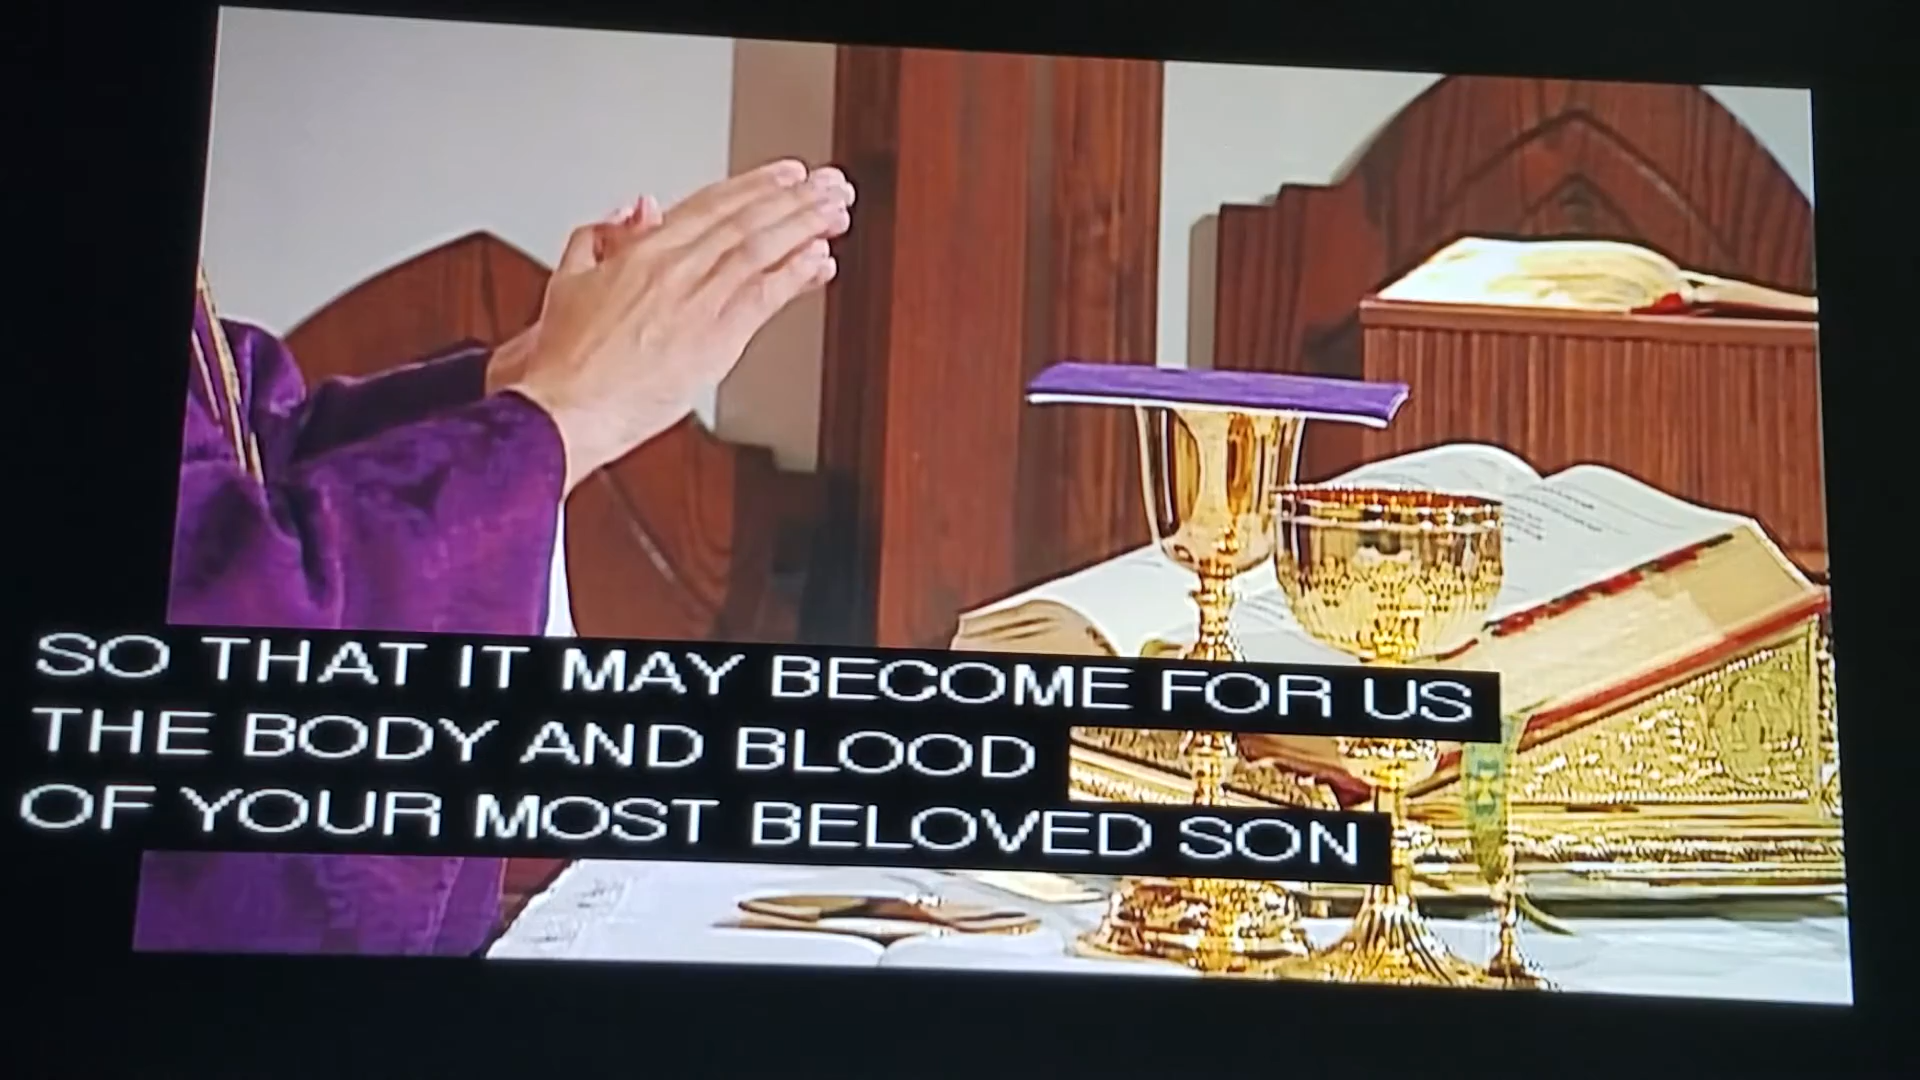 SO THAT IT MAY BECOME FOR US
THE BODY AND BLOOD
OF YOUR MOST BELOVED SON